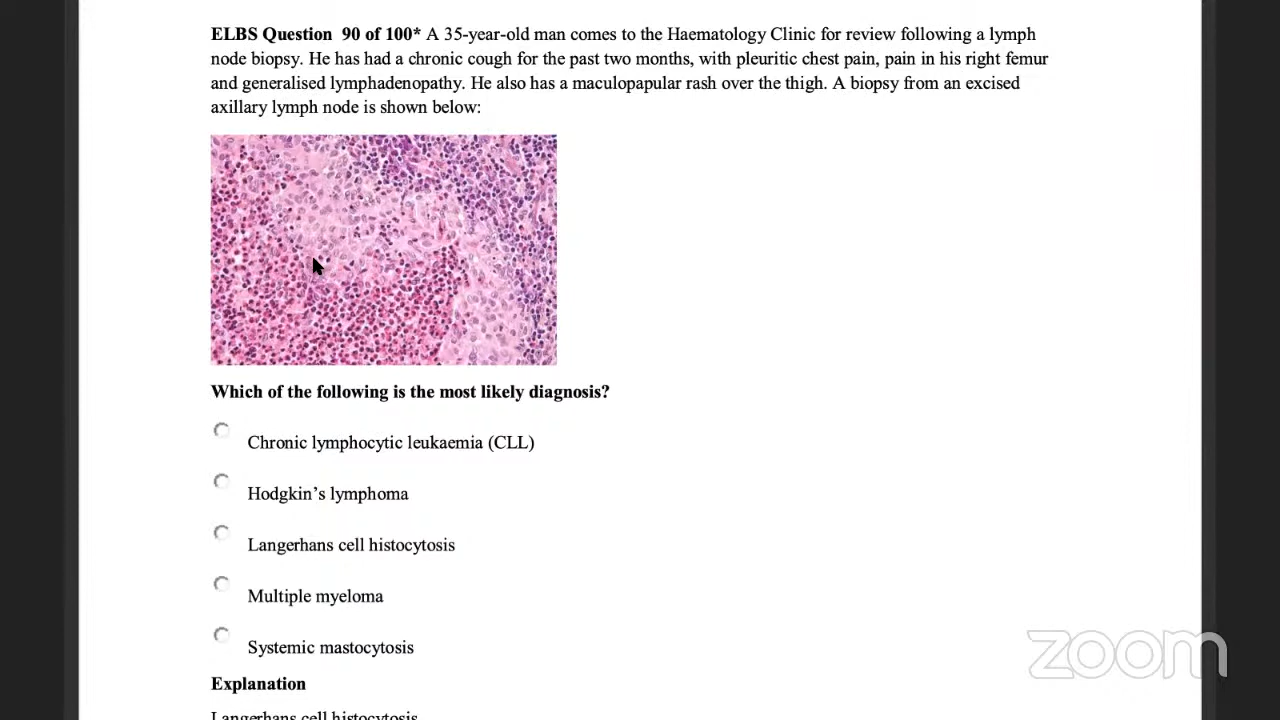 ELBS Question 90 of 100* A 35-year-old man comes to the Haematology Clinic for review following a lymph
node biopsy. He has had a chronic cough for the past two months, with pleuritic chest pain, pain in his right femur
and generalised lymphadenopathy. He also has a maculopapular rash over the thigh. A biopsy from an excised
axillary lymph node is shown below:
Which of the following is the most likely diagnosis?
Chronic lymphocytic leukaemia (CLL)
Hodgkin’s lymphoma
Langerhans cell histocytosis
Multiple myeloma
Systemic mastocytosis
Explanation
Langerhans cell histocytosis
zoom